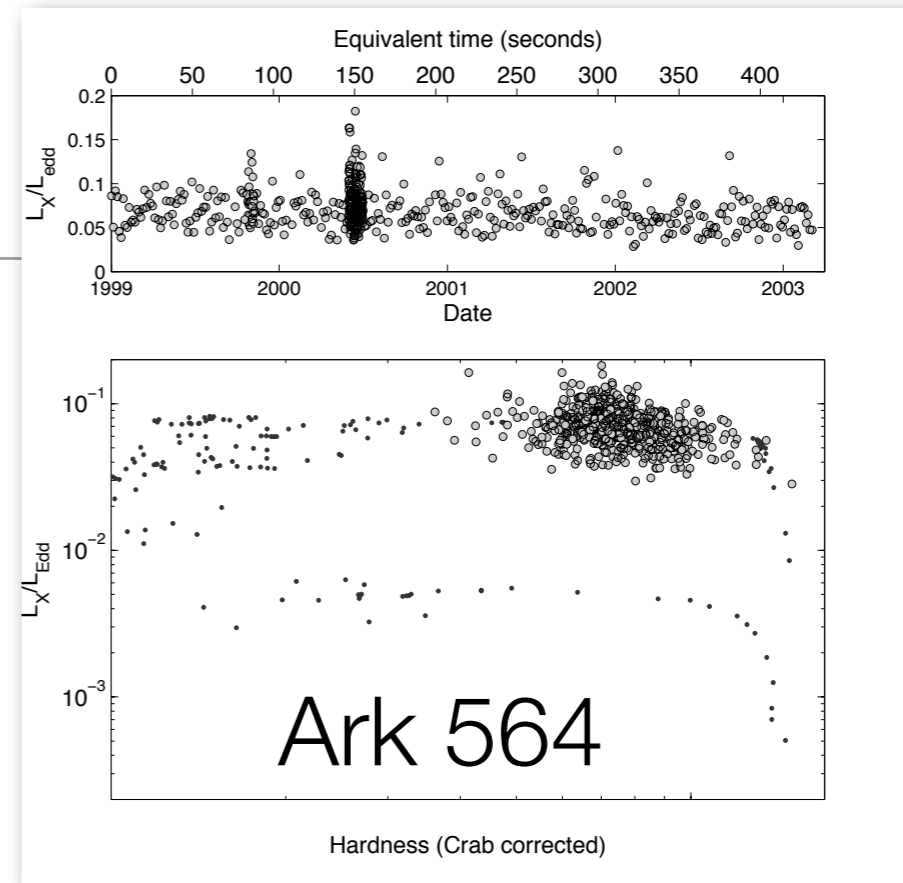 Equivalent time (seconds)
0 50 100 150 200 250 300 350 400
0.2
0.15
0.1
0.05
0
L_X/L_edd
1999 2000 2001 2002 2003
Date
10^−1
10^−2
10^−3
L_X/L_Edd
Ark 564
Hardness (Crab corrected)